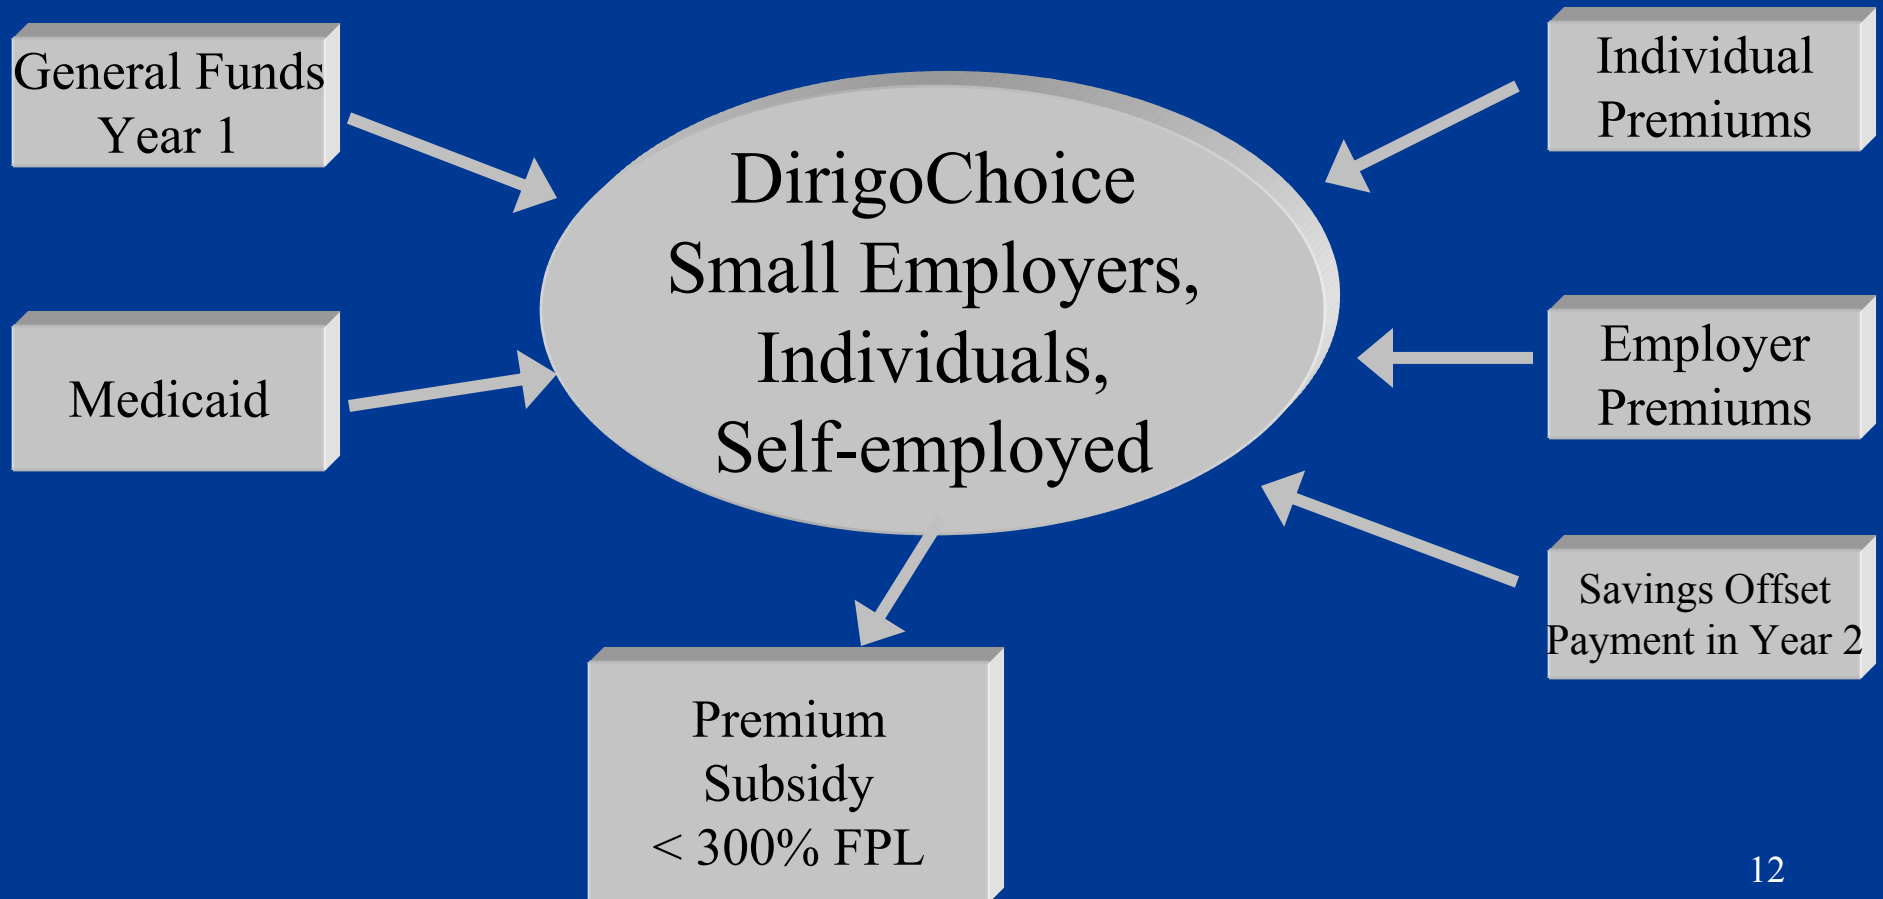 General Funds
Year 1
Individual
Premiums
DirigoChoice
Small Employers,
Individuals,
Self-employed
Medicaid
Employer
Premiums
Savings Offset
Payment in Year 2
Premium
Subsidy
< 300% FPL
12